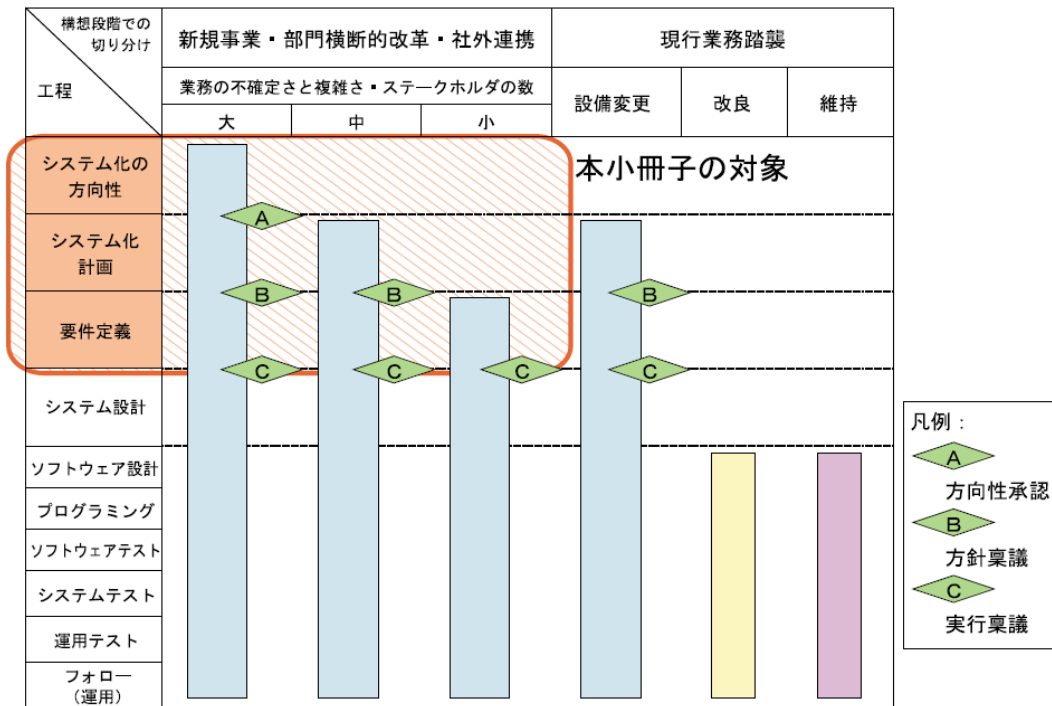 構想段階での
切り分け
工程
新規事業・部門横断的改革・社外連携
現行業務踏襲
業務の不確定さと複雑さ・ステークホルダの数
大
中
小
設備変更
改良
維持
システム化の
方向性
本小冊子の対象
A
システム化
計画
B
B
B
要件定義
C
C
C
C
システム設計
ソフトウェア設計
プログラミング
ソフトウェアテスト
システムテスト
運用テスト
フォロー
（運用）
凡例：
A
方向性承認
B
方針稟議
C
実行稟議